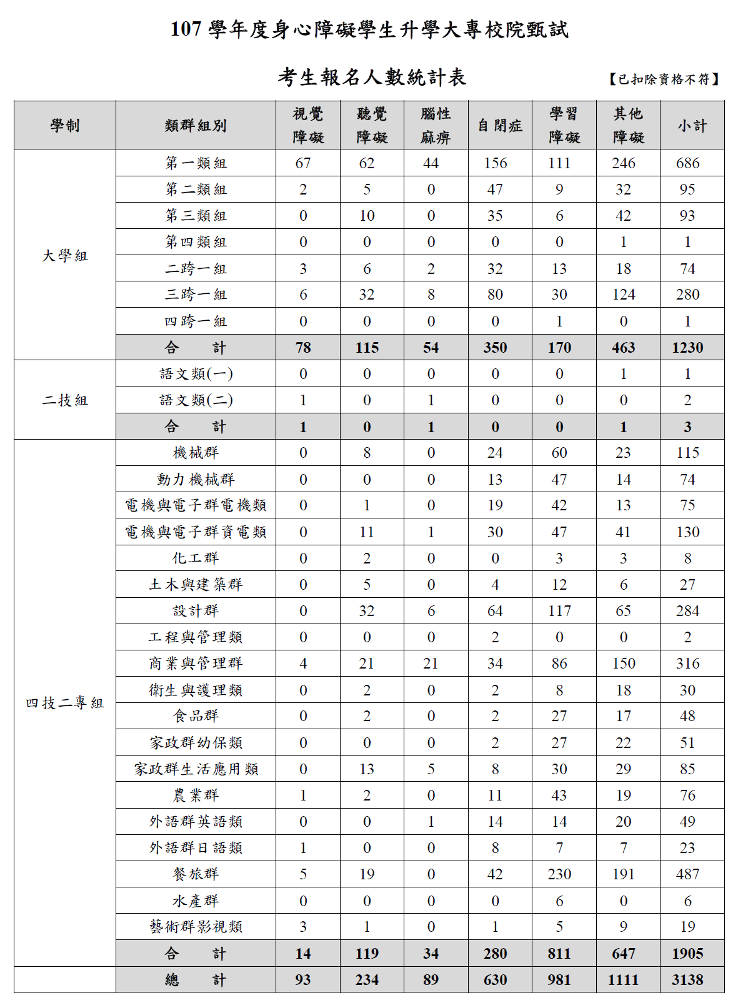 107 學年度身心障礙學生升學大專校院甄試
考生報名人數統計表 【已扣除資格不符】
學制 類群組別 視覺障礙 聽覺障礙 腦性麻痹 自閉症 學習障礙 其他障礙 小計
大學組
第一類組 67 62 44 156 111 246 686
第二類組 2 5 0 47 9 32 95
第三類組 0 10 0 35 6 42 93
第四類組 0 0 0 0 0 1 1
二跨一組 3 6 2 32 13 18 74
三跨一組 6 32 8 80 30 124 280
四跨一組 0 0 0 0 1 0 1
合 計 78 115 54 350 170 463 1230
二技組
語文類(一) 0 0 0 0 0 1 1
語文類(二) 1 0 1 0 0 0 2
合 計 1 0 1 0 0 1 3
四技二專組
機械群 0 8 0 24 60 23 115
動力機械群 0 0 0 13 47 14 74
電機與電子群電機類 0 1 0 19 42 13 75
電機與電子群資電類 0 11 1 30 47 41 130
化工群 0 2 0 0 3 3 8
土木與建築群 0 5 0 4 12 6 27
設計群 0 32 6 64 117 65 284
工程與管理類 0 0 0 2 0 0 2
商業與管理群 4 21 21 34 86 150 316
衛生與護理類 0 2 0 2 8 18 30
食品群 0 2 0 2 27 17 48
家政群幼保類 0 0 0 2 27 22 51
家政群生活應用類 0 13 5 8 30 29 85
農業群 1 2 0 11 43 19 76
外語群英語類 0 0 1 14 14 20 49
外語群日語類 1 0 0 8 7 7 23
餐旅群 5 19 0 42 230 191 487
水產群 0 0 0 0 6 0 6
藝術群影視類 3 1 0 1 5 9 19
合 計 14 119 34 280 811 647 1905
總 計 93 234 89 630 981 1111 3138